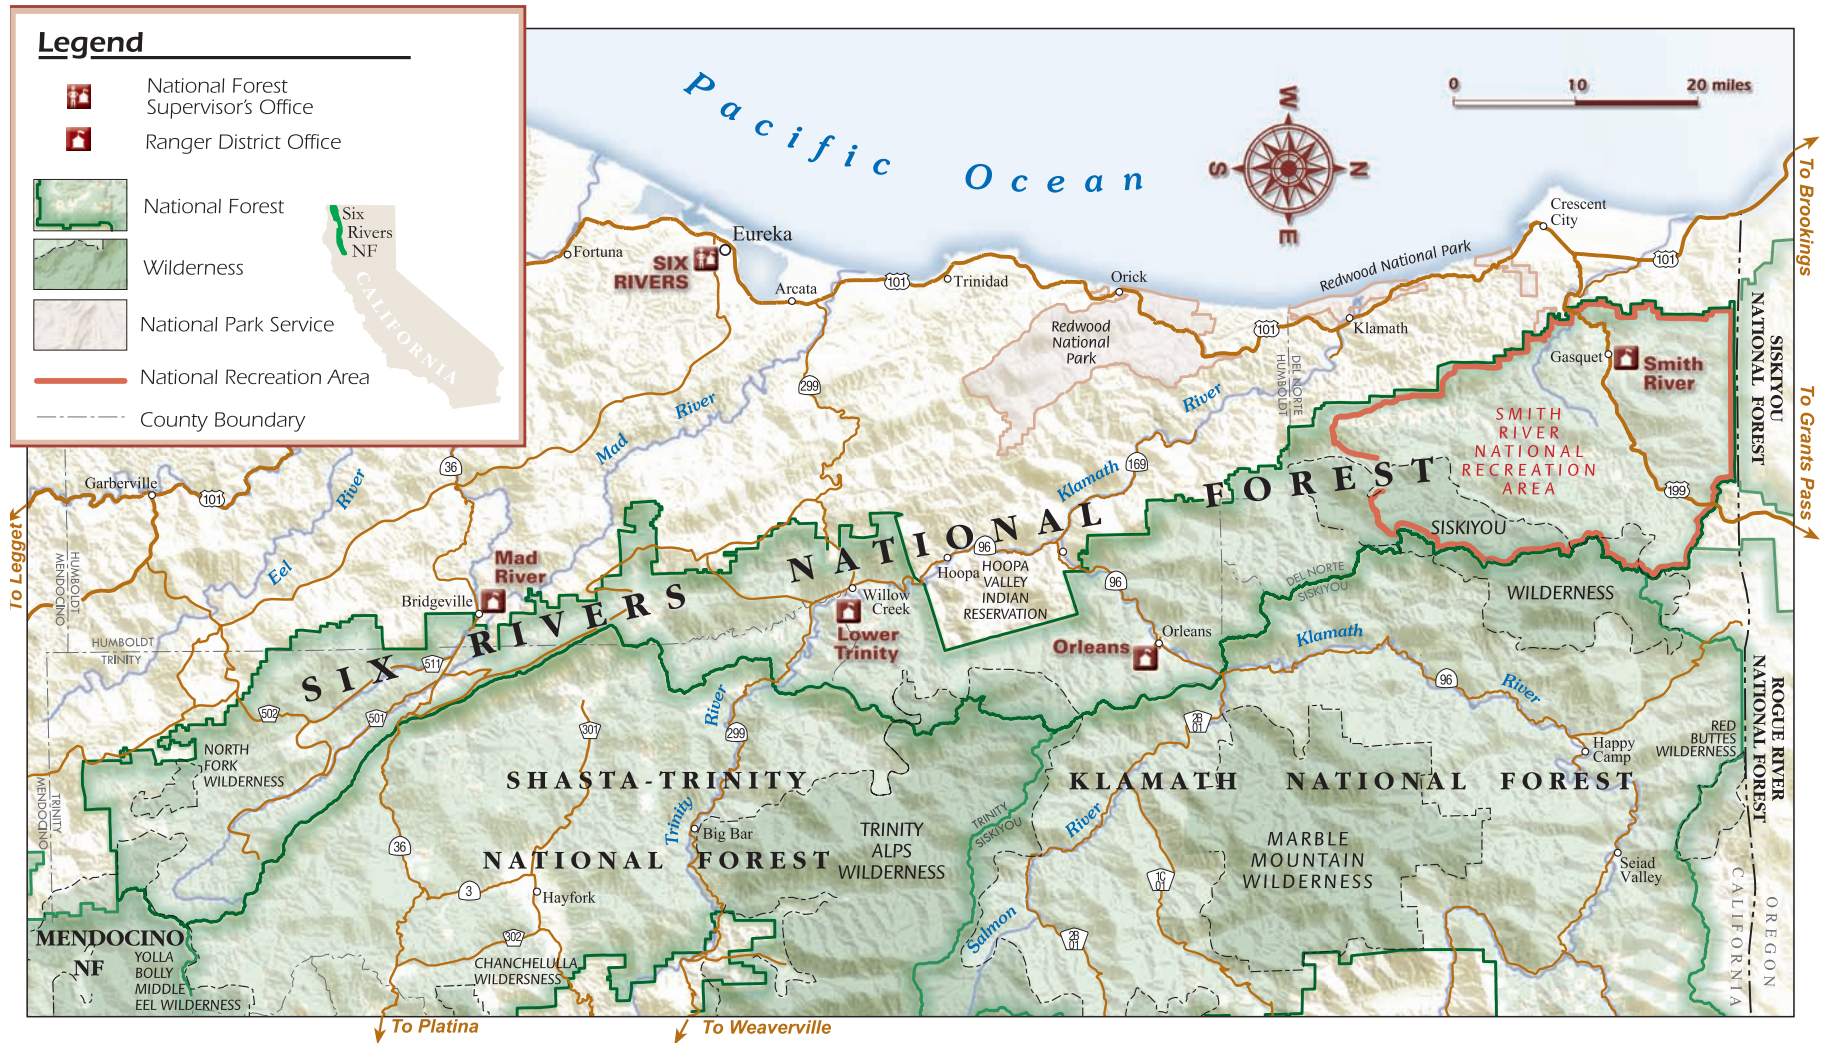 Legend
National Forest
Supervisor's Office
Ranger District Office
National Forest
Wilderness
National Park Service
National Recreation Area
County Boundary
Six
Rivers
NF
CALIFORNIA
Pacific Ocean
W
N
S
E
0 10 20 miles
To Brookings
To Grants Pass
To Legget
To Platina
To Weaverville
Crescent
City
Redwood National Park
101
Klamath
101
Orick
Redwood
National
Park
Trinidad
101
Arcata
Eureka
SIX
RIVERS
Fortuna
299
Mad
River
Klamath
River
169
DEL NORTE
HUMBOLDT
Gasquet
Smith
River
SMITH
RIVER
NATIONAL
RECREATION
AREA
199
SISKIYOU
NATIONAL FOREST
SISKIYOU
WILDERNESS
Garberville
101
Eel
River
36
HUMBOLDT
MENDOCINO
HUMBOLDT
TRINITY
Bridgeville
Mad
River
SIX RIVERS NATIONAL FOREST
511
502
501
Willow
Creek
Lower
Trinity
Hoopa
96
HOOPA
VALLEY
INDIAN
RESERVATION
96
Orleans
Orleans
DEL NORTE
SISKIYOU
Klamath
River
96
Happy
Camp
RED
BUTTES
WILDERNESS
ROGUE RIVER
NATIONAL FOREST
NORTH
FORK
WILDERNESS
TRINITY
MENDOCINO
301
299
Trinity
River
Big Bar
SHASTA-TRINITY
NATIONAL FOREST
TRINITY
ALPS
WILDERNESS
TRINITY
SISKIYOU
2B
01
KLAMATH NATIONAL FOREST
River
Salmon
MARBLE
MOUNTAIN
WILDERNESS
1C
01
2B
01
Seiad
Valley
CALIFORNIA
OREGON
36
3
Hayfork
302
CHANCHELULLA
WILDERSNESS
MENDOCINO
NF
YOLLA
BOLLY
MIDDLE
EEL WILDERNESS